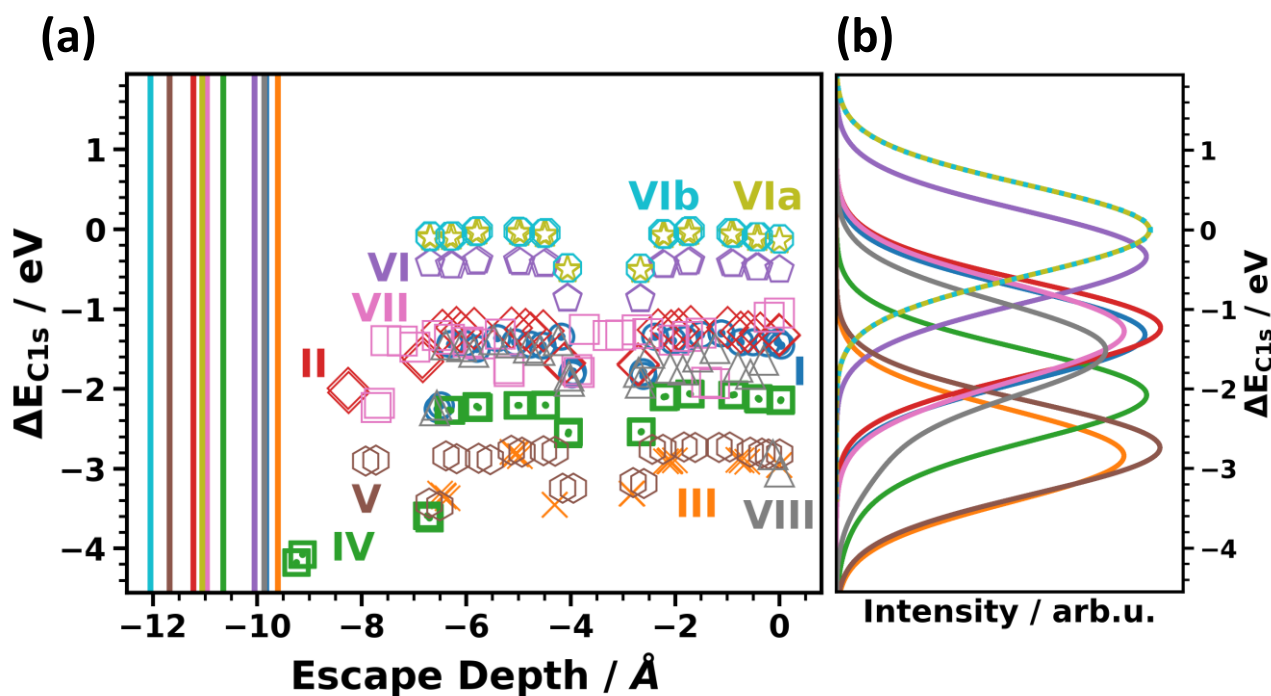 (a)
(b)
1
0
−1
−2
−3
−4
ΔE_C1s / eV
VIb
VIa
VI
VII
II
I
V
III
VIII
IV
−12
−10
−8
−6
−4
−2
0
Escape Depth / Å
1
0
−1
−2
−3
−4
ΔE_C1s / eV
Intensity / arb.u.